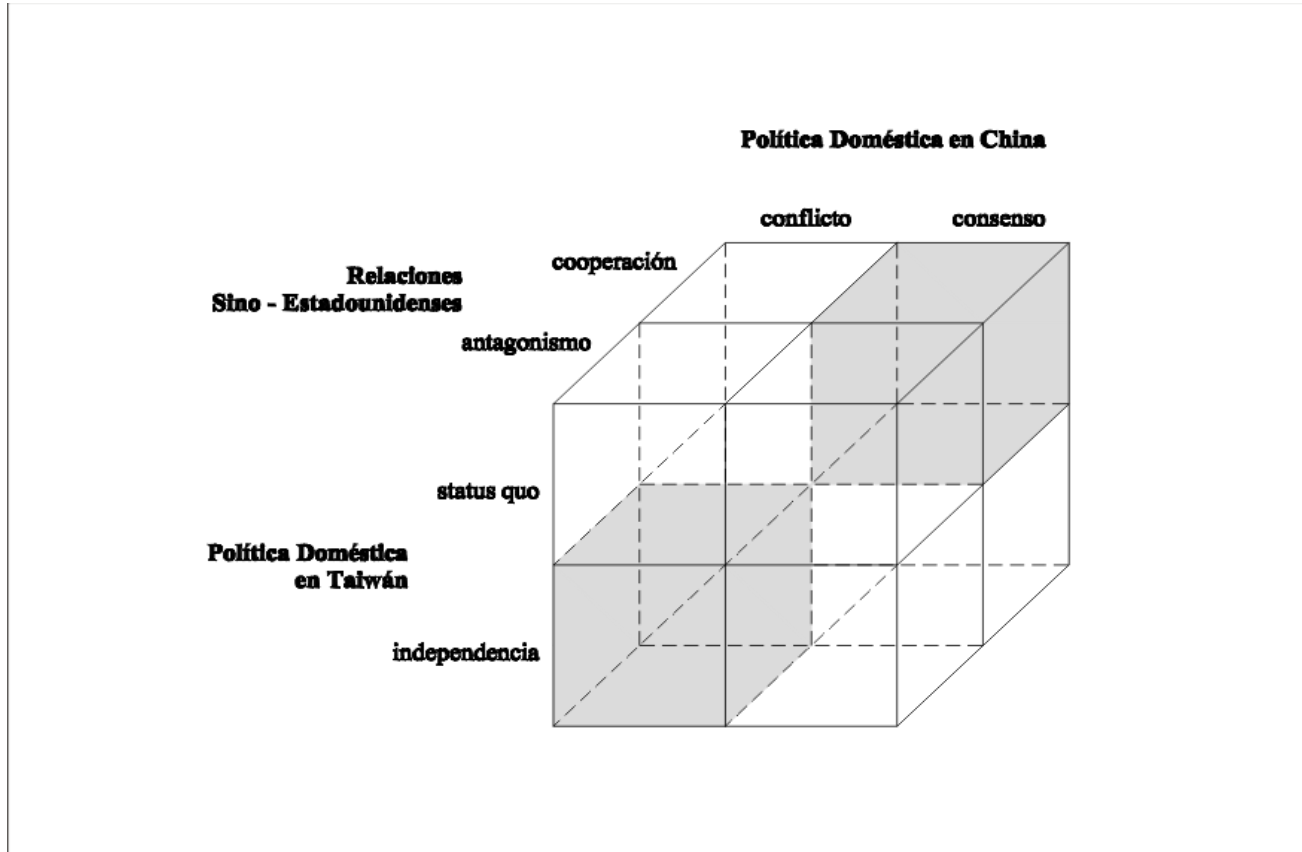 Política Doméstica en China
conflicto
consenso
cooperación
Relaciones
Sino - Estadounidenses
antagonismo
status quo
Política Doméstica
en Taiwán
independencia